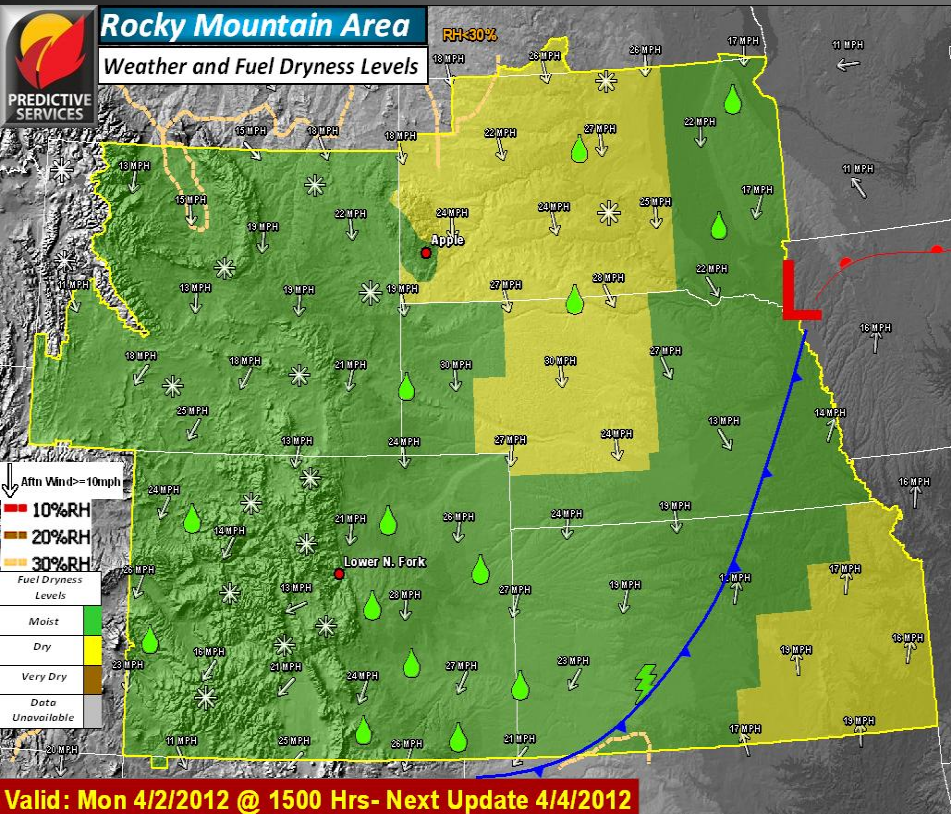 Rocky Mountain Area
Weather and Fuel Dryness Levels
PREDICTIVE
SERVICES
RH<30%
17 MPH
11 MPH
26 MPH
26 MPH
18 MPH
15 MPH
18 MPH
18 MPH
22 MPH
27 MPH
22 MPH
13 MPH
11 MPH
15 MPH
17 MPH
22 MPH
24 MPH
24 MPH
25 MPH
19 MPH
Apple
22 MPH
11 MPH
13 MPH
19 MPH
19 MPH
27 MPH
28 MPH
L
16 MPH
18 MPH
18 MPH
21 MPH
30 MPH
30 MPH
27 MPH
25 MPH
13 MPH
14 MPH
13 MPH
24 MPH
27 MPH
24 MPH
Aftn Wind>=10mph
10%RH
20%RH
30%RH
Fuel Dryness
Levels
Moist
Dry
Very Dry
Data
Unavailable
24 MPH
16 MPH
14 MPH
21 MPH
26 MPH
24 MPH
19 MPH
Lower N. Fork
26 MPH
13 MPH
28 MPH
27 MPH
19 MPH
17 MPH
16 MPH
19 MPH
16 MPH
23 MPH
21 MPH
24 MPH
27 MPH
23 MPH
20 MPH
11 MPH
25 MPH
26 MPH
21 MPH
17 MPH
19 MPH
Valid: Mon 4/2/2012 @ 1500 Hrs- Next Update 4/4/2012